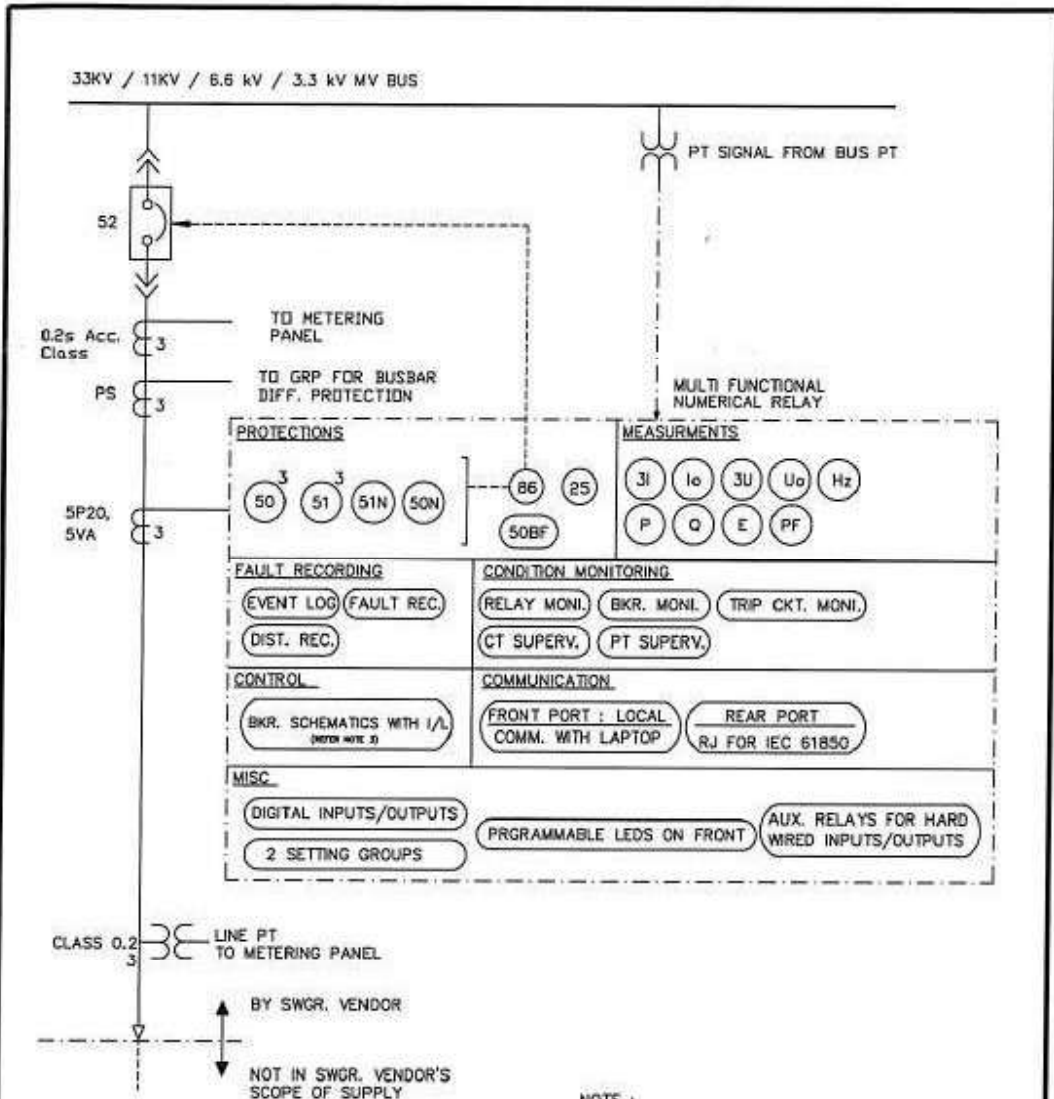 33KV / 11KV / 6.6 kV / 3.3 kV MV BUS
PT SIGNAL FROM BUS PT
52
0.2s Acc.
Class
3
TO METERING
PANEL
PS
3
TO GRP FOR BUSBAR
DIFF. PROTECTION
MULTI FUNCTIONAL
NUMERICAL RELAY
5P20,
5VA
3
PROTECTIONS
50
3
51
3
51N
50N
86
25
50BF
MEASURMENTS
3I
Io
3U
Uo
Hz
P
Q
E
PF
FAULT RECORDING
EVENT LOG
FAULT REC.
DIST. REC.
CONDITION MONITORING
RELAY MONI.
BKR. MONI.
TRIP CKT. MONI.
CT SUPERV.
PT SUPERV.
CONTROL
BKR. SCHEMATICS WITH I/L
(REFER NOTE 3)
COMMUNICATION
FRONT PORT : LOCAL
COMM. WITH LAPTOP
REAR PORT
RJ FOR IEC 61850
MISC
DIGITAL INPUTS/OUTPUTS
2 SETTING GROUPS
PRGRAMMABLE LEDS ON FRONT
AUX. RELAYS FOR HARD
WIRED INPUTS/OUTPUTS
CLASS 0.2
3
LINE PT
TO METERING PANEL
BY SWGR. VENDOR
NOT IN SWGR. VENDOR'S
SCOPE OF SUPPLY
NOTE :